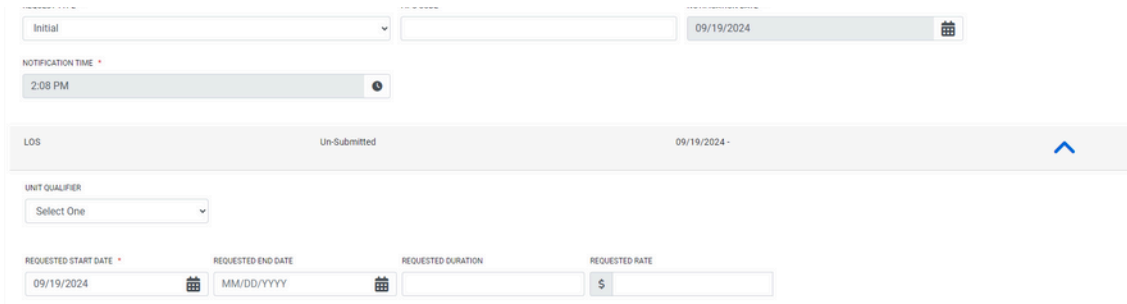 Initial 09/19/2024
NOTIFICATION TIME *
2:08 PM
LOS Un-Submitted 09/19/2024 -
UNIT QUALIFIER
Select One
REQUESTED START DATE * REQUESTED END DATE REQUESTED DURATION REQUESTED RATE
09/19/2024 MM/DD/YYYY $